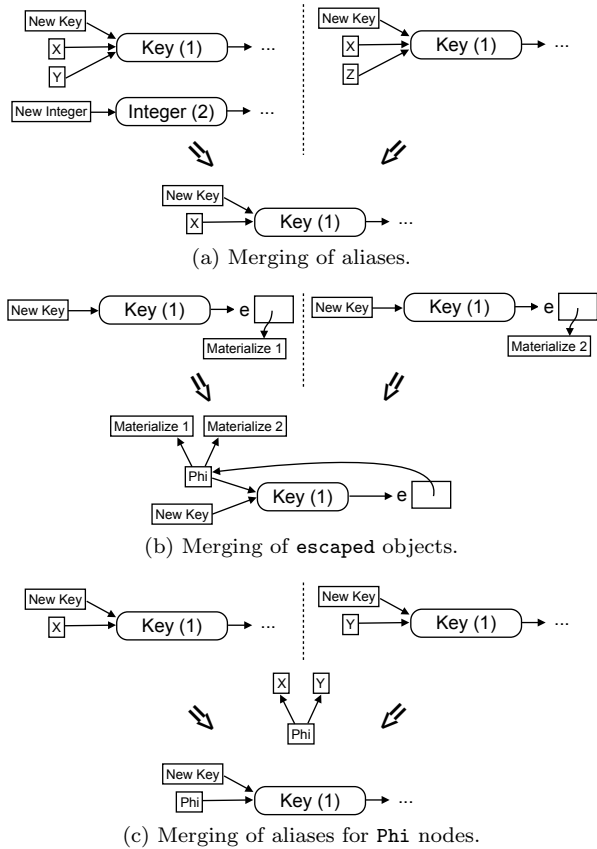 New Key
X
Y
Key (1)
...
New Integer
Integer (2)
...
New Key
X
Z
Key (1)
...
New Key
X
Key (1)
...
(a) Merging of aliases.
New Key
Key (1)
e
Materialize 1
New Key
Key (1)
e
Materialize 2
Materialize 1
Materialize 2
Phi
New Key
Key (1)
e
(b) Merging of escaped objects.
New Key
X
Key (1)
...
New Key
Y
Key (1)
...
X
Y
Phi
New Key
Phi
Key (1)
...
(c) Merging of aliases for Phi nodes.